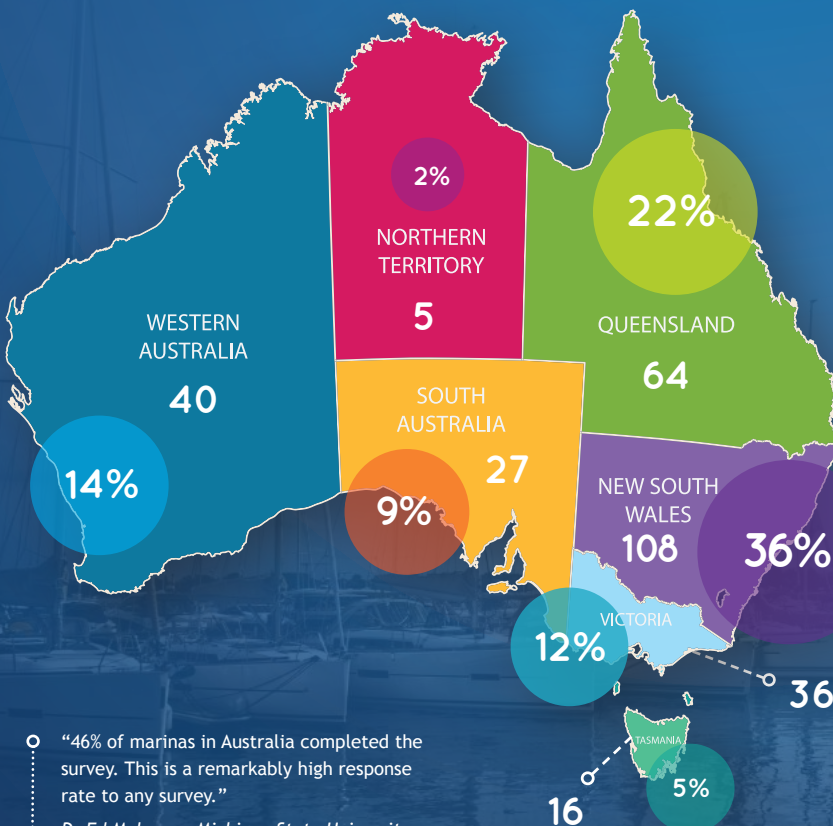 2%
NORTHERN
TERRITORY
5
22%
QUEENSLAND
64
WESTERN
AUSTRALIA
40
14%
SOUTH
AUSTRALIA
27
9%
NEW SOUTH
WALES
108
36%
VICTORIA
12%
36
TASMANIA
16
5%
“46% of marinas in Australia completed the
survey. This is a remarkably high response
rate to any survey.”